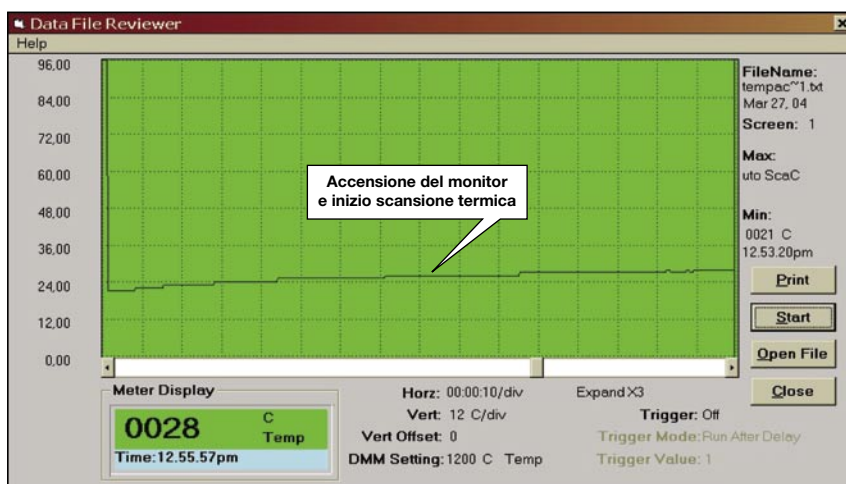 Data File Reviewer
Help
96,00
84,00
72,00
60,00
48,00
36,00
24,00
12,00
0,00
Accensione del monitor
e inizio scansione termica
FileName:
tempac~1.txt
Mar 27, 04
Screen: 1
Max:
uto ScaC
Min:
0021 C
12.53.20pm
Print
Start
Open File
Close
Meter Display
0028 C
Temp
Time:12.55.57pm
Horz: 00:00:10/div Expand X3
Vert: 12 C/div Trigger: Off
Vert Offset: 0 Trigger Mode:Run After Delay
DMM Setting:1200 C Temp Trigger Value: 1